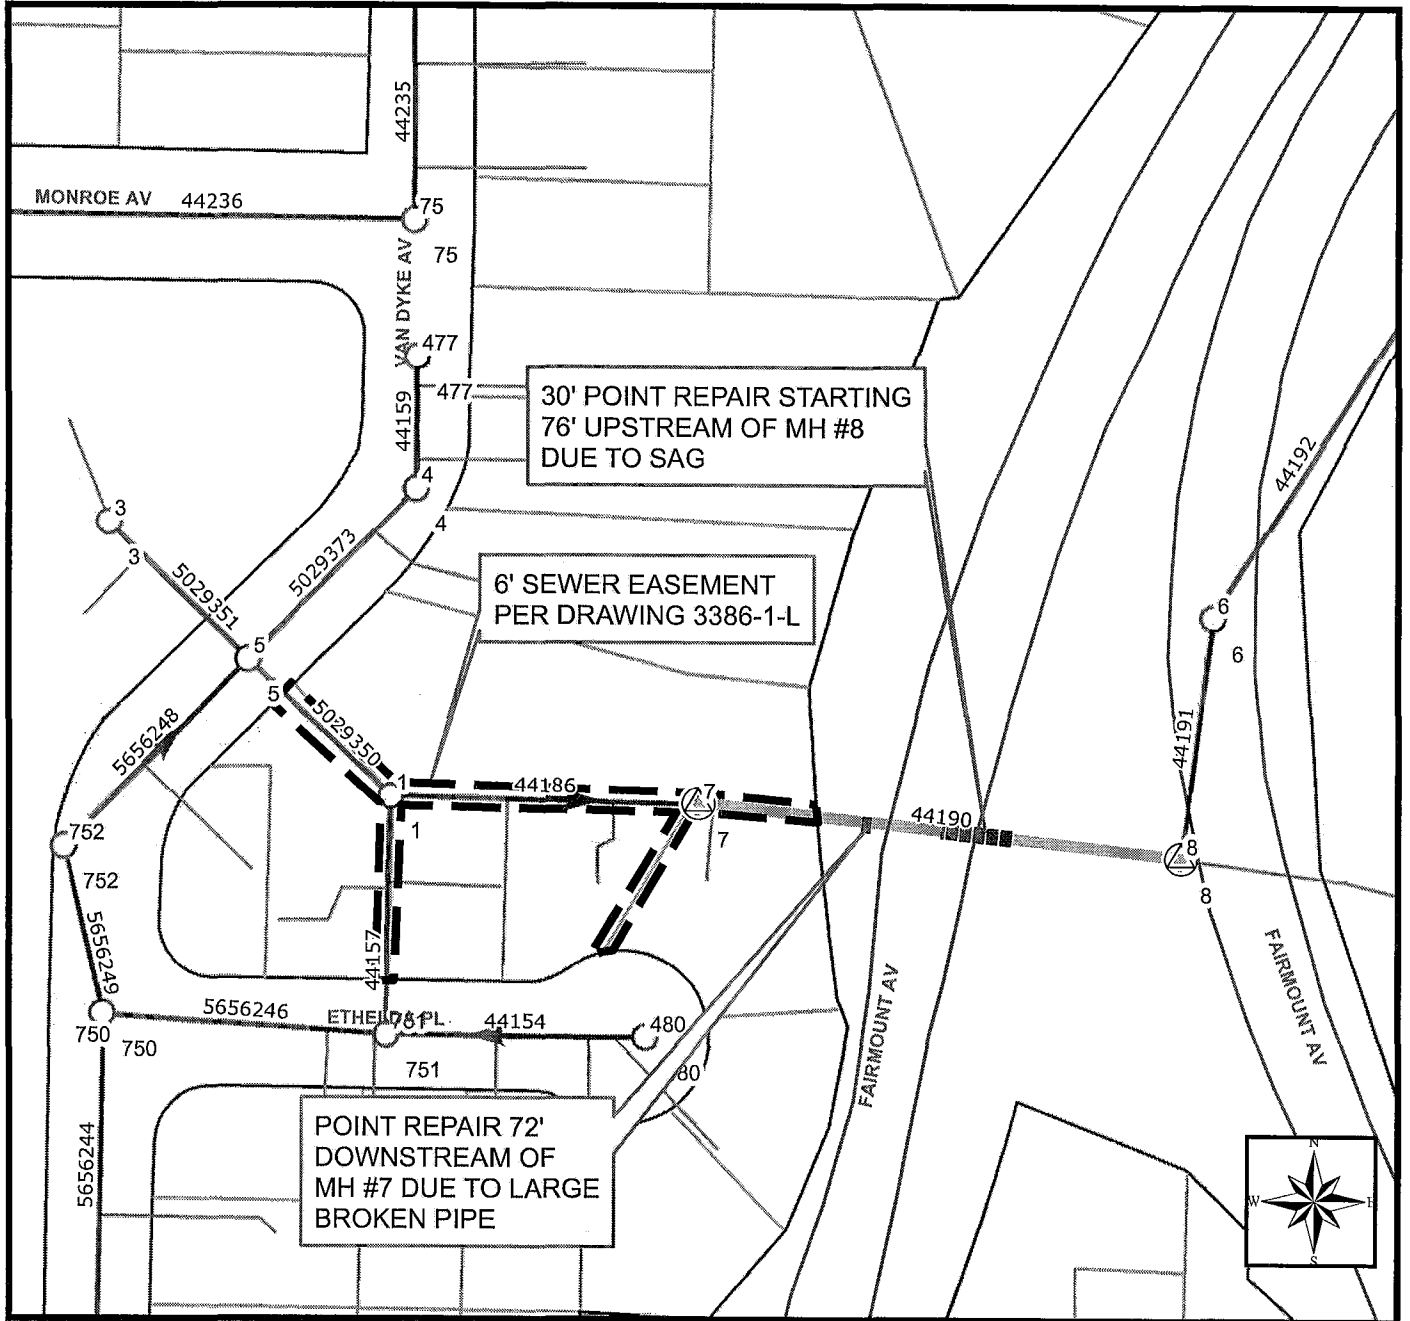 44235
MONROE AV 44236
75
75
VAN DYKE AV
477
477
44159
30' POINT REPAIR STARTING
76' UPSTREAM OF MH #8
DUE TO SAG
44192
4
4
3
3
5029351
5029373
6' SEWER EASEMENT
PER DRAWING 3386-1-L
6
6
5
5
5029350
5656248
44191
1
44186
7
1
7
44190
8
8
752
752
5656249
44157
FAIRMOUNT AV
FAIRMOUNT AV
5656246
ETHELDA PL
44154
480
750
750
751
80
5656244
POINT REPAIR 72'
DOWNSTREAM OF
MH #7 DUE TO LARGE
BROKEN PIPE
N
W
E
S